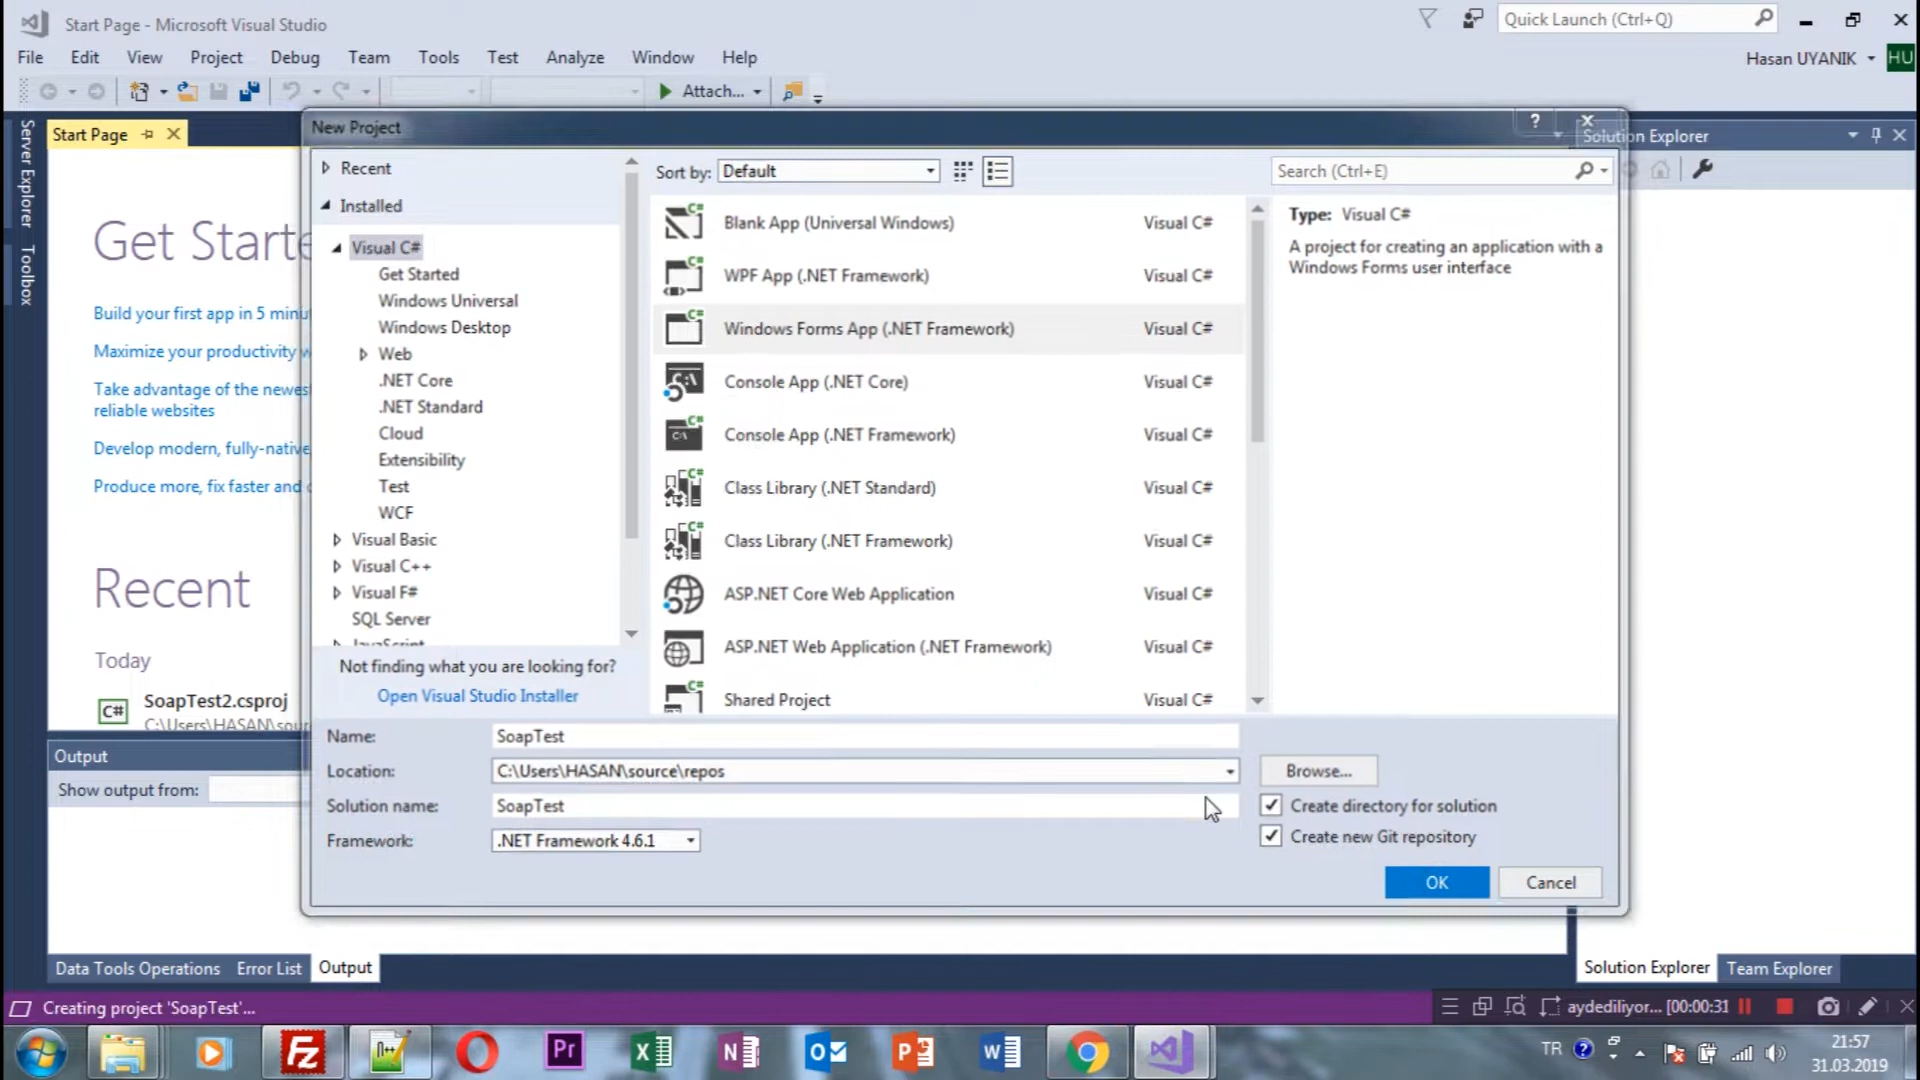 Start Page - Microsoft Visual Studio
Quick Launch (Ctrl+Q)
File Edit View Project Debug Team Tools Test Analyze Window Help
Hasan UYANIK HU
Attach...
Server Explorer
Toolbox
Start Page
Get Starte
Build your first app in 5 minu
Maximize your productivity w
Take advantage of the newes
reliable websites
Develop modern, fully-native
Produce more, fix faster and
Recent
Today
SoapTest2.csproj
C:\Users\HASAN\sour
New Project
Recent
Installed
Visual C#
Get Started
Windows Universal
Windows Desktop
Web
.NET Core
.NET Standard
Cloud
Extensibility
Test
WCF
Visual Basic
Visual C++
Visual F#
SQL Server
JavaScript
Not finding what you are looking for?
Open Visual Studio Installer
Sort by: Default
Search (Ctrl+E)
Blank App (Universal Windows) Visual C#
WPF App (.NET Framework) Visual C#
Windows Forms App (.NET Framework) Visual C#
Console App (.NET Core) Visual C#
Console App (.NET Framework) Visual C#
Class Library (.NET Standard) Visual C#
Class Library (.NET Framework) Visual C#
ASP.NET Core Web Application Visual C#
ASP.NET Web Application (.NET Framework) Visual C#
Shared Project Visual C#
Type: Visual C#
A project for creating an application with a
Windows Forms user interface
Name: SoapTest
Location: C:\Users\HASAN\source\repos
Browse...
Solution name: SoapTest
Create directory for solution
Framework: .NET Framework 4.6.1
Create new Git repository
OK Cancel
Solution Explorer
Output
Show output from:
Data Tools Operations Error List Output
Solution Explorer Team Explorer
Creating project 'SoapTest'...
aydediliyor... [00:00:31
TR
21:57
31.03.2019